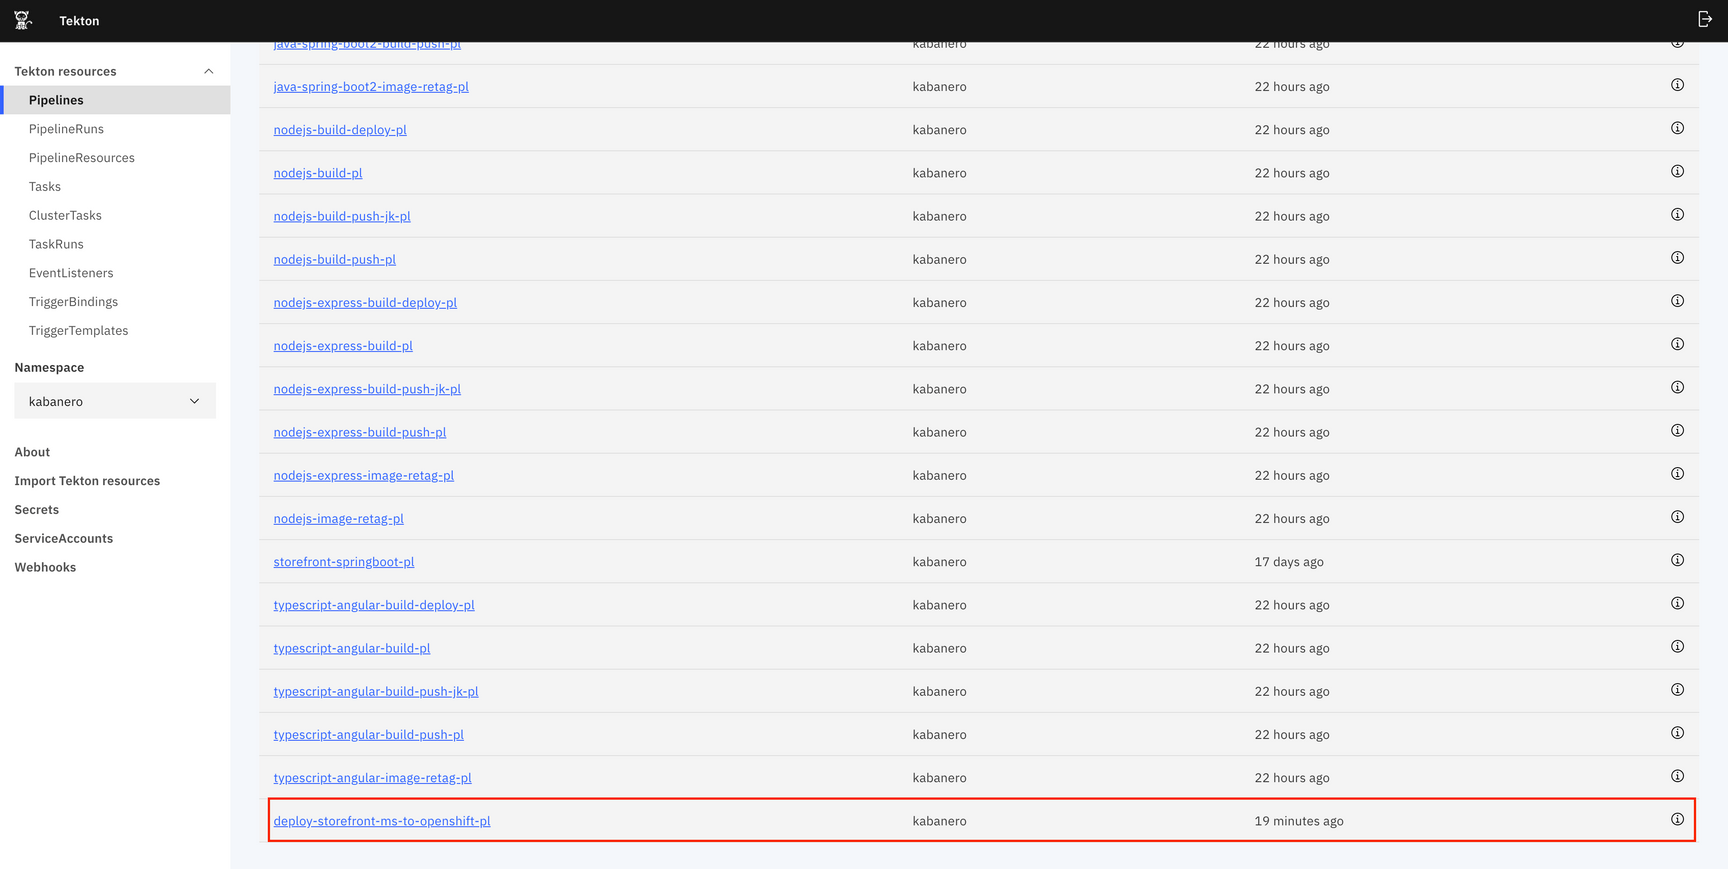 Tekton
Tekton resources
Pipelines
PipelineRuns
PipelineResources
Tasks
ClusterTasks
TaskRuns
EventListeners
TriggerBindings
TriggerTemplates
Namespace
kabanero
About
Import Tekton resources
Secrets
ServiceAccounts
Webhooks
java-spring-boot2-build-push-pl kabanero 22 hours ago
java-spring-boot2-image-retag-pl kabanero 22 hours ago
nodejs-build-deploy-pl kabanero 22 hours ago
nodejs-build-pl kabanero 22 hours ago
nodejs-build-push-jk-pl kabanero 22 hours ago
nodejs-build-push-pl kabanero 22 hours ago
nodejs-express-build-deploy-pl kabanero 22 hours ago
nodejs-express-build-pl kabanero 22 hours ago
nodejs-express-build-push-jk-pl kabanero 22 hours ago
nodejs-express-build-push-pl kabanero 22 hours ago
nodejs-express-image-retag-pl kabanero 22 hours ago
nodejs-image-retag-pl kabanero 22 hours ago
storefront-springboot-pl kabanero 17 days ago
typescript-angular-build-deploy-pl kabanero 22 hours ago
typescript-angular-build-pl kabanero 22 hours ago
typescript-angular-build-push-jk-pl kabanero 22 hours ago
typescript-angular-build-push-pl kabanero 22 hours ago
typescript-angular-image-retag-pl kabanero 22 hours ago
deploy-storefront-ms-to-openshift-pl kabanero 19 minutes ago